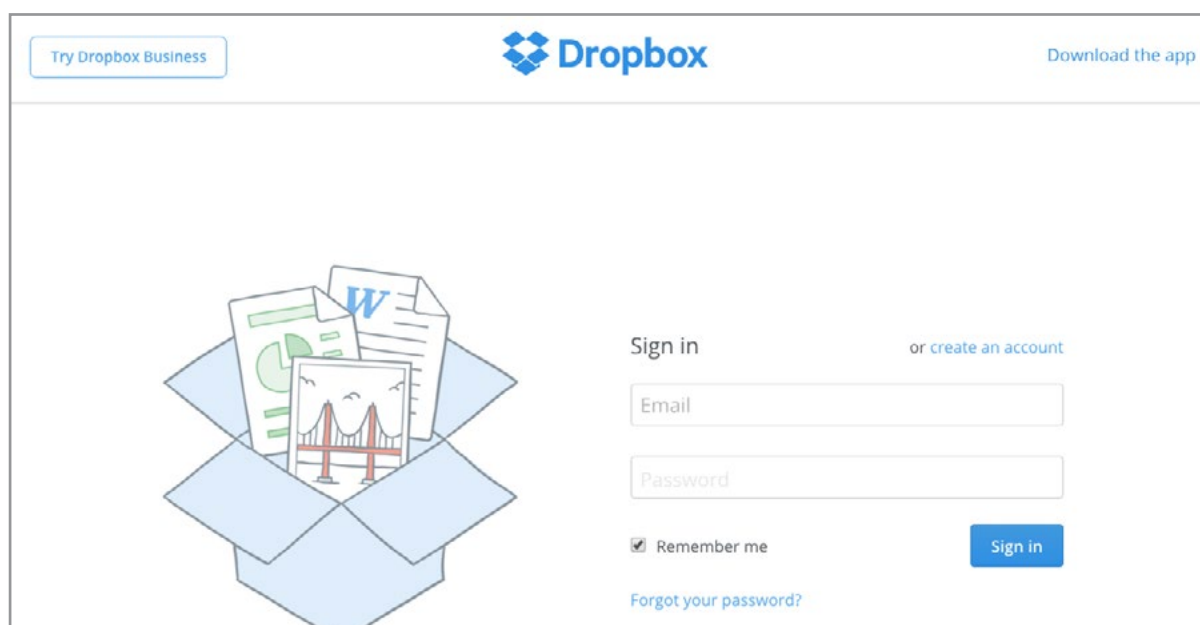 Try Dropbox Business
Dropbox
Download the app
W
Sign in
or create an account
Email
Password
Remember me
Sign in
Forgot your password?